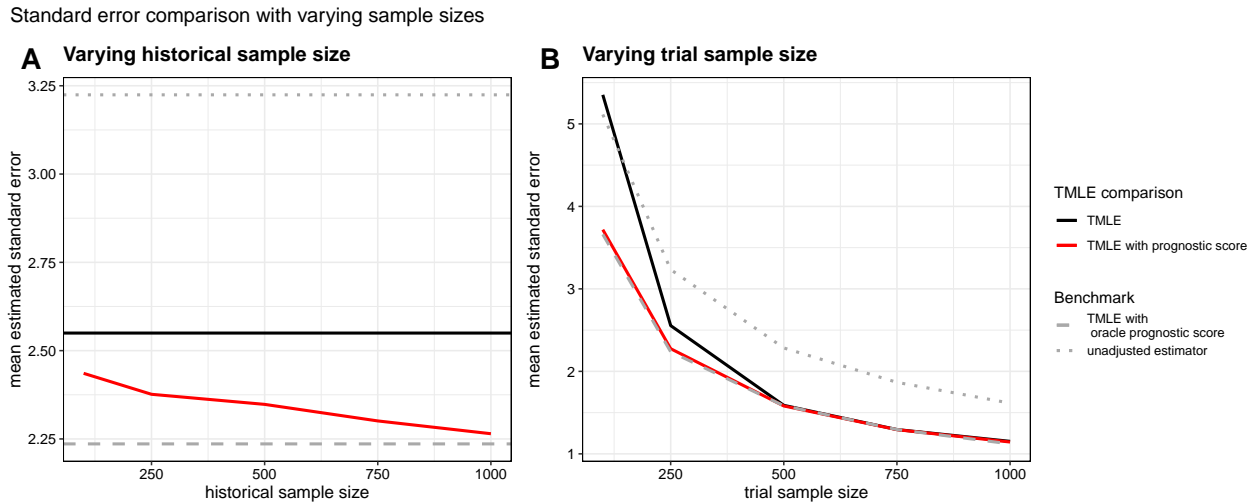 Standard error comparison with varying sample sizes
A Varying historical sample size
mean estimated standard error
3.25
3.00
2.75
2.50
2.25
250 500 750 1000
historical sample size
B Varying trial sample size
mean estimated standard error
5
4
3
2
1
250 500 750 1000
trial sample size
TMLE comparison
TMLE
TMLE with prognostic score
Benchmark
TMLE with
oracle prognostic score
unadjusted estimator